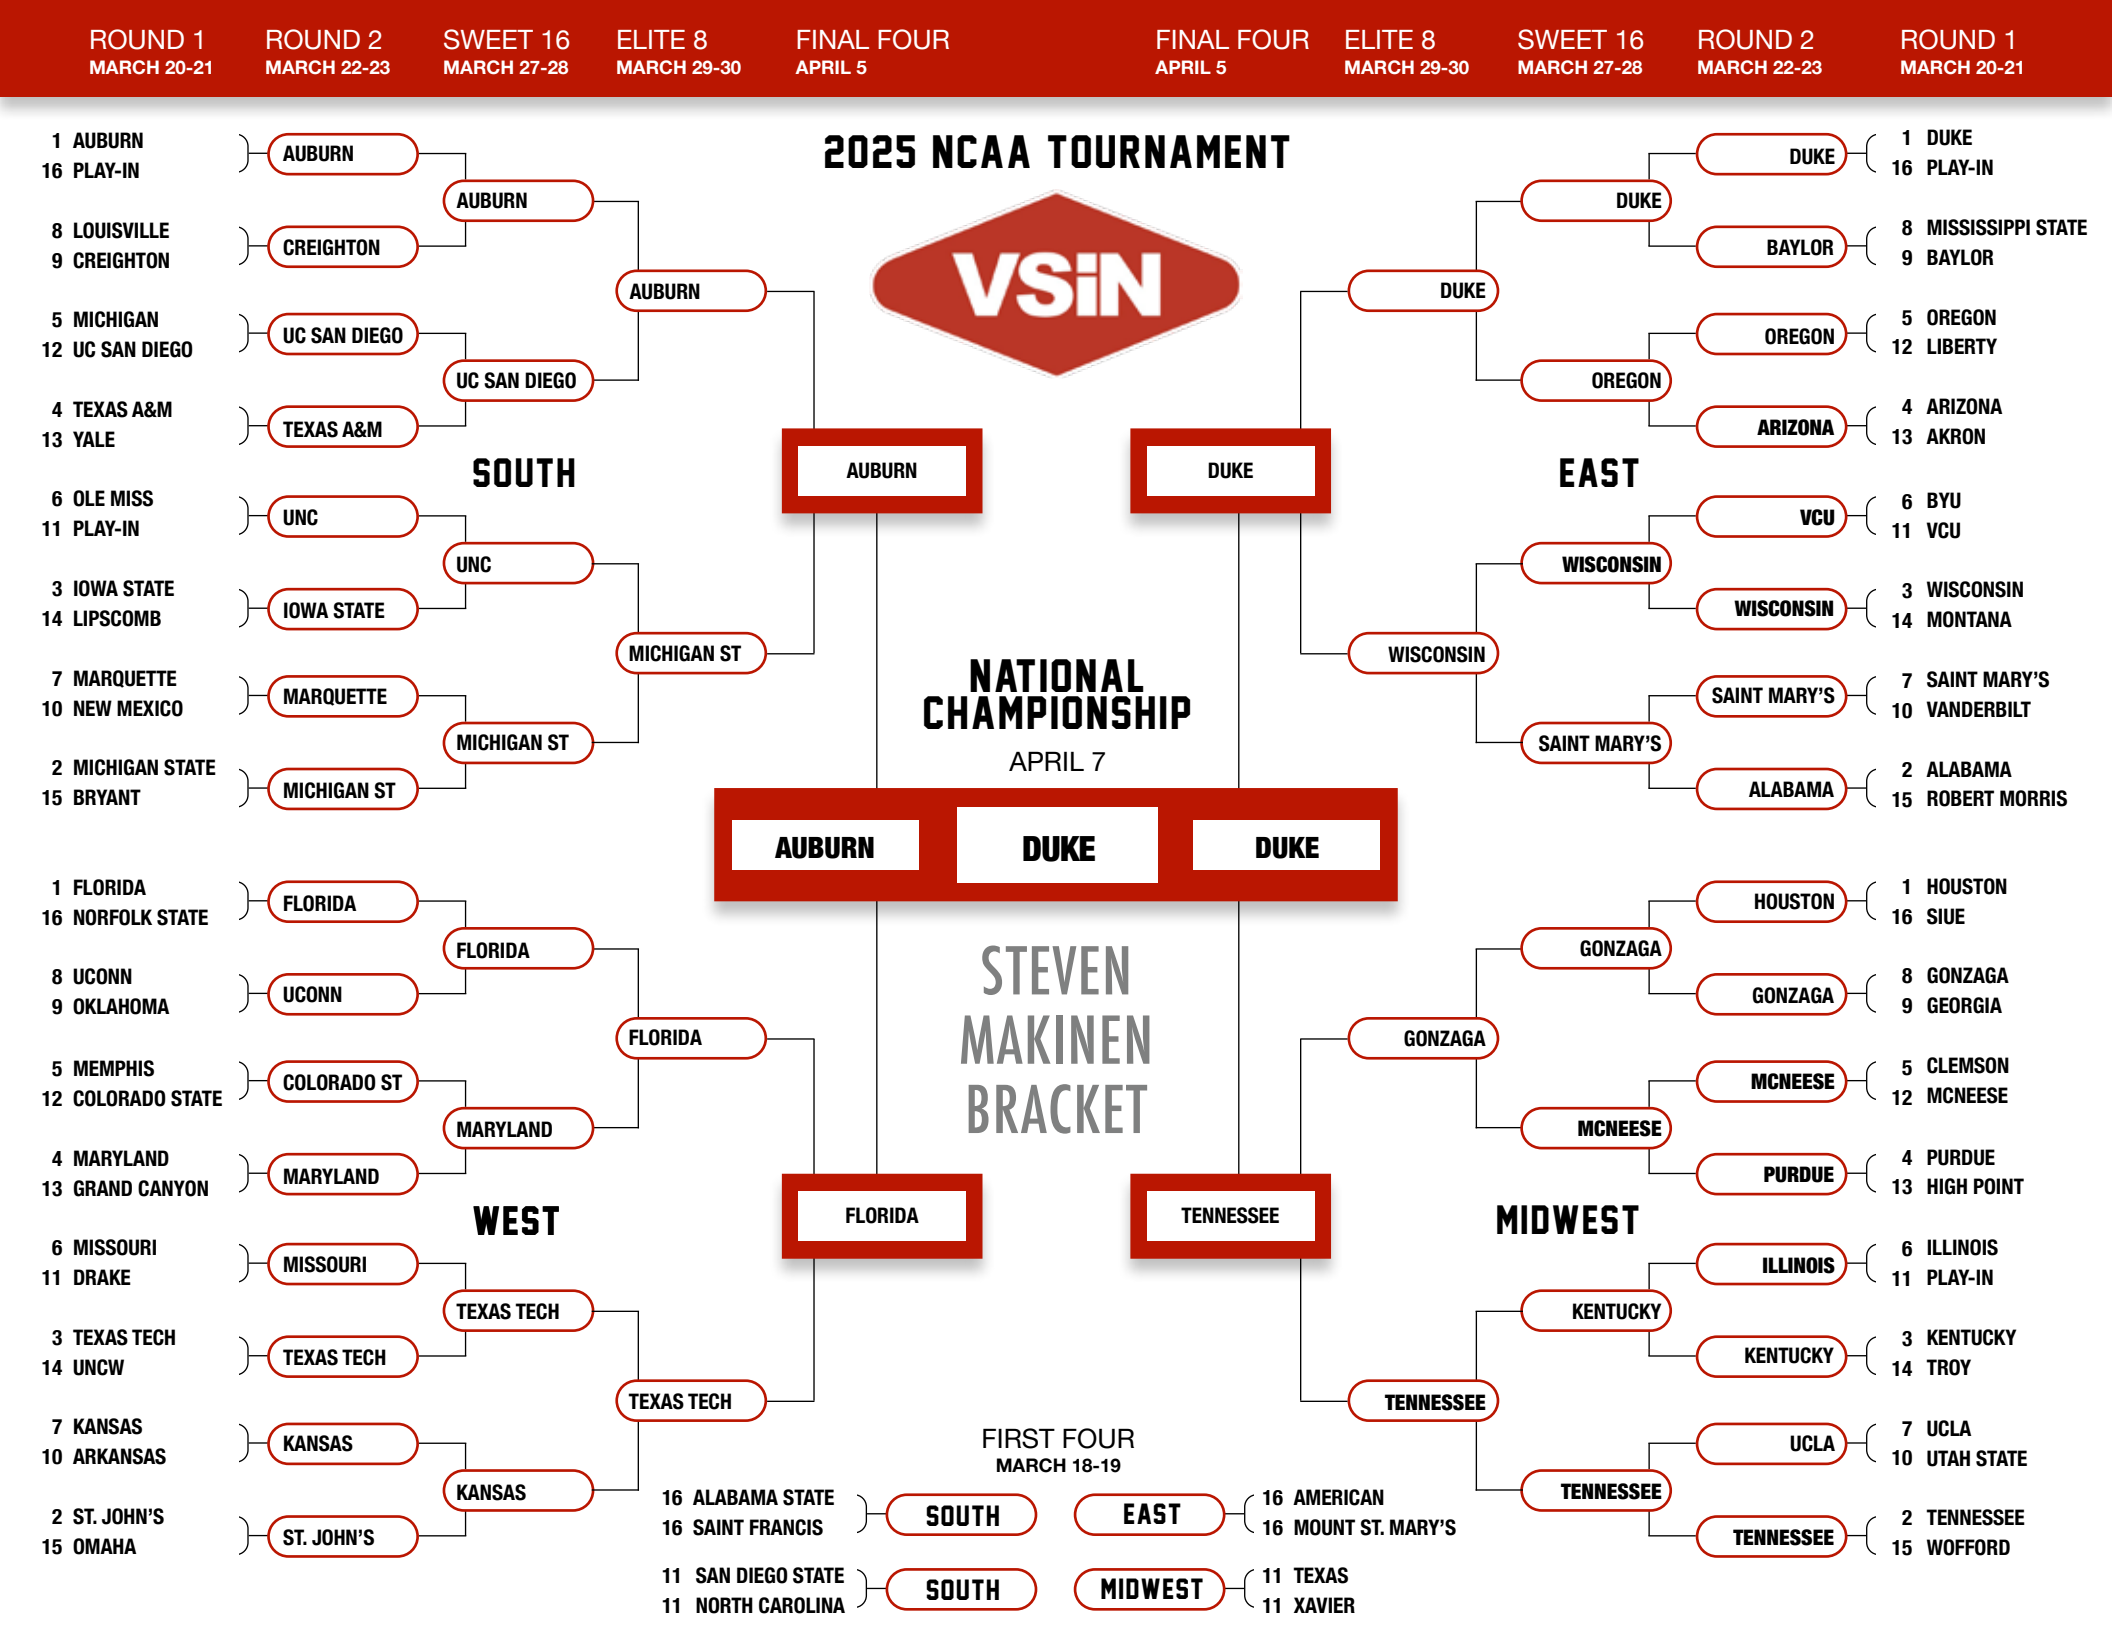 ROUND 1
MARCH 20-21
ROUND 2
MARCH 22-23
SWEET 16
MARCH 27-28
ELITE 8
MARCH 29-30
FINAL FOUR
APRIL 5
FINAL FOUR
APRIL 5
ELITE 8
MARCH 29-30
SWEET 16
MARCH 27-28
ROUND 2
MARCH 22-23
ROUND 1
MARCH 20-21
2025 NCAA TOURNAMENT
VSiN
1 AUBURN
16 PLAY-IN
8 LOUISVILLE
9 CREIGHTON
5 MICHIGAN
12 UC SAN DIEGO
4 TEXAS A&M
13 YALE
6 OLE MISS
11 PLAY-IN
3 IOWA STATE
14 LIPSCOMB
7 MARQUETTE
10 NEW MEXICO
2 MICHIGAN STATE
15 BRYANT
AUBURN
CREIGHTON
UC SAN DIEGO
TEXAS A&M
UNC
IOWA STATE
MARQUETTE
MICHIGAN ST
AUBURN
UC SAN DIEGO
SOUTH
UNC
MICHIGAN ST
AUBURN
MICHIGAN ST
AUBURN
1 FLORIDA
16 NORFOLK STATE
8 UCONN
9 OKLAHOMA
5 MEMPHIS
12 COLORADO STATE
4 MARYLAND
13 GRAND CANYON
6 MISSOURI
11 DRAKE
3 TEXAS TECH
14 UNCW
7 KANSAS
10 ARKANSAS
2 ST. JOHN'S
15 OMAHA
FLORIDA
UCONN
COLORADO ST
MARYLAND
MISSOURI
TEXAS TECH
KANSAS
ST. JOHN'S
FLORIDA
MARYLAND
WEST
TEXAS TECH
KANSAS
FLORIDA
TEXAS TECH
FLORIDA
NATIONAL
CHAMPIONSHIP
APRIL 7
AUBURN
DUKE
DUKE
STEVEN
MAKINEN
BRACKET
DUKE
DUKE
WISCONSIN
DUKE
OREGON
EAST
WISCONSIN
SAINT MARY'S
DUKE
BAYLOR
OREGON
ARIZONA
VCU
WISCONSIN
SAINT MARY'S
ALABAMA
1 DUKE
16 PLAY-IN
8 MISSISSIPPI STATE
9 BAYLOR
5 OREGON
12 LIBERTY
4 ARIZONA
13 AKRON
6 BYU
11 VCU
3 WISCONSIN
14 MONTANA
7 SAINT MARY'S
10 VANDERBILT
2 ALABAMA
15 ROBERT MORRIS
TENNESSEE
GONZAGA
TENNESSEE
GONZAGA
MCNEESE
MIDWEST
KENTUCKY
TENNESSEE
HOUSTON
GONZAGA
MCNEESE
PURDUE
ILLINOIS
KENTUCKY
UCLA
TENNESSEE
1 HOUSTON
16 SIUE
8 GONZAGA
9 GEORGIA
5 CLEMSON
12 MCNEESE
4 PURDUE
13 HIGH POINT
6 ILLINOIS
11 PLAY-IN
3 KENTUCKY
14 TROY
7 UCLA
10 UTAH STATE
2 TENNESSEE
15 WOFFORD
FIRST FOUR
MARCH 18-19
16 ALABAMA STATE
16 SAINT FRANCIS
SOUTH
EAST
16 AMERICAN
16 MOUNT ST. MARY'S
11 SAN DIEGO STATE
11 NORTH CAROLINA
SOUTH
MIDWEST
11 TEXAS
11 XAVIER